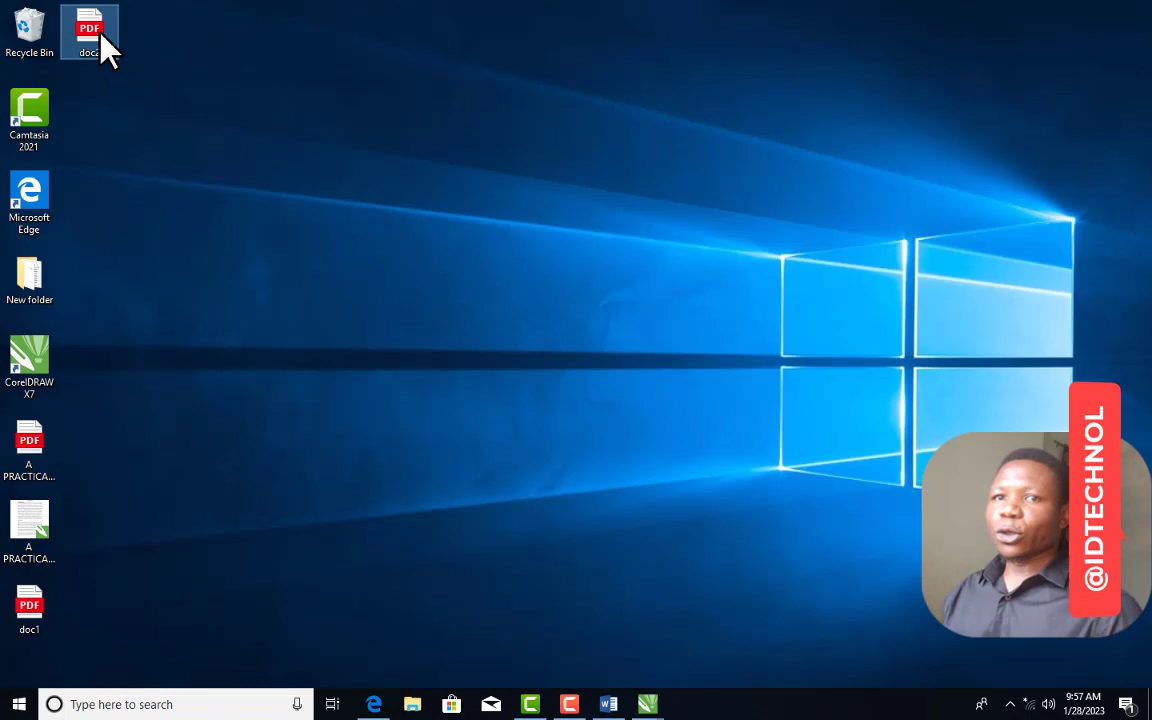 Recycle Bin
PDF
Camtasia
2021
Microsoft
Edge
New folder
CorelDRAW
X7
PDF
A
PRACTICA...
A
PRACTICA...
PDF
doc1
@IDTECHNOL
Type here to search
9:57 AM
1/28/2023
1